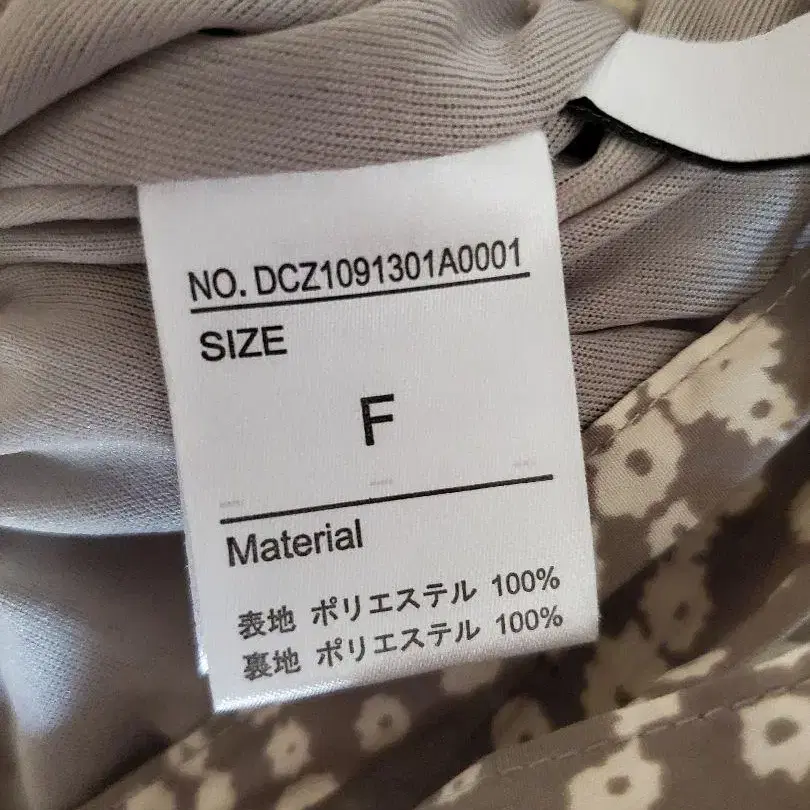 NO. DCZ1091301A0001
SIZE
F
Material
表地 ポリエステル 100%
裏地 ポリエステル 100%